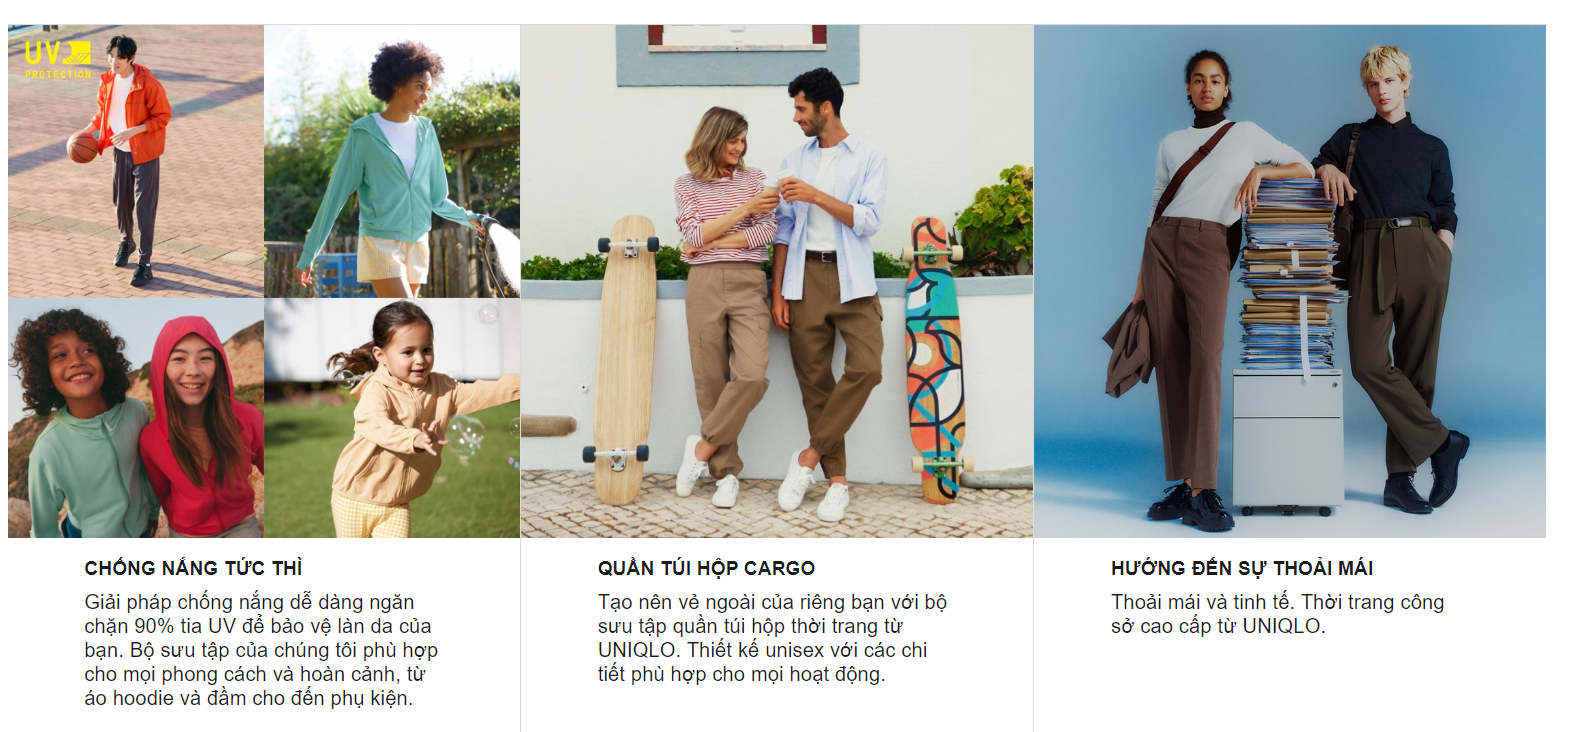 UV
PROTECTION
CHỐNG NẮNG TỨC THÌ
Giải pháp chống nắng dễ dàng ngăn
chặn 90% tia UV để bảo vệ làn da của
bạn. Bộ sưu tập của chúng tôi phù hợp
cho mọi phong cách và hoàn cảnh, từ
áo hoodie và đầm cho đến phụ kiện.
QUẦN TÚI HỘP CARGO
Tạo nên vẻ ngoài của riêng bạn với bộ
sưu tập quần túi hộp thời trang từ
UNIQLO. Thiết kế unisex với các chi
tiết phù hợp cho mọi hoạt động.
HƯỚNG ĐẾN SỰ THOẢI MÁI
Thoải mái và tinh tế. Thời trang công
sở cao cấp từ UNIQLO.